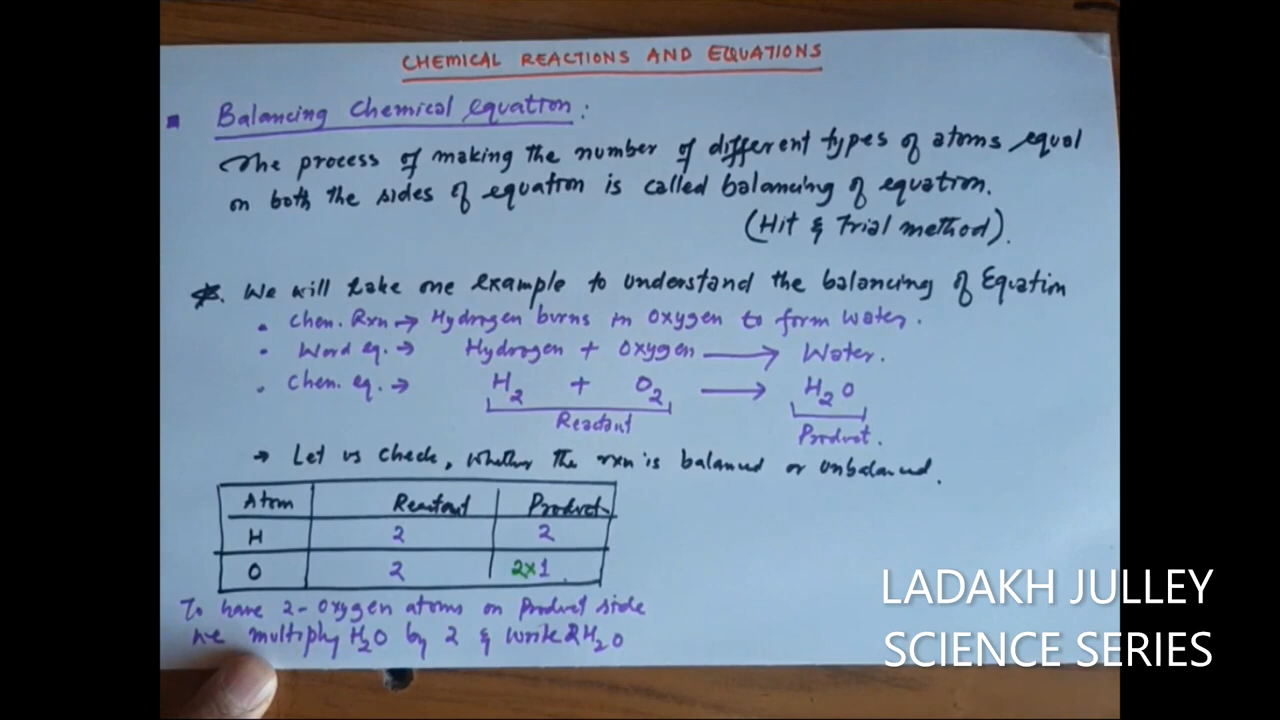 CHEMICAL REACTIONS AND EQUATIONS
Balancing Chemical equation:
The process of making the number of different types of atoms equal
on both the sides of equation is called balancing of equation.
(Hit & Trial method).
We will take one example to understand the balancing of Equation
• Chem. Rxn → Hydrogen burns in Oxygen to form water.
• Word eq. → Hydrogen + Oxygen → Water.
• Chem. eq. → H₂ + O₂ → H₂O
Reactant Product.
→ Let us check, whether the rxn is balanced or unbalanced.
Atom Reactant Product
H 2 2
O 2 2×1
To have 2-Oxygen atoms on Product side
we multiply H₂O by 2 & write 2H₂O
LADAKH JULLEY
SCIENCE SERIES